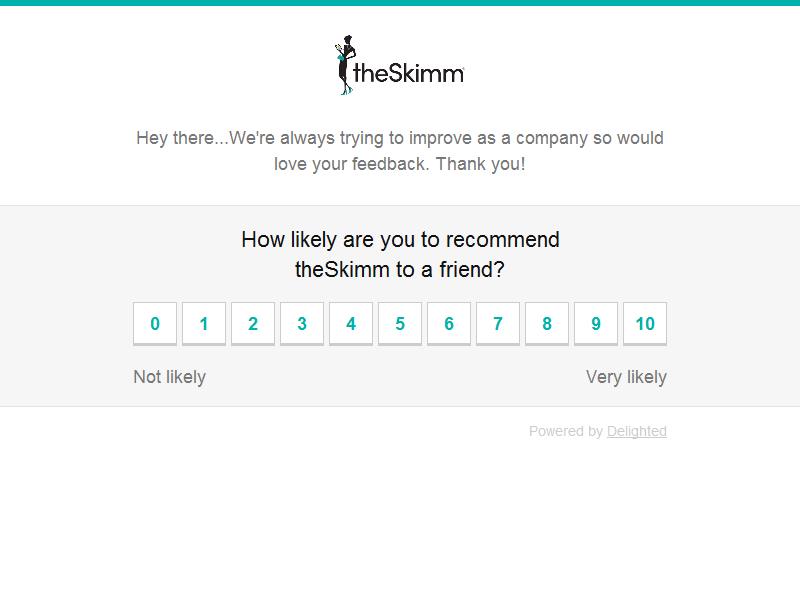 theSkimm
Hey there...We're always trying to improve as a company so would
love your feedback. Thank you!
How likely are you to recommend
theSkimm to a friend?
0 1 2 3 4 5 6 7 8 9 10
Not likely Very likely
Powered by Delighted